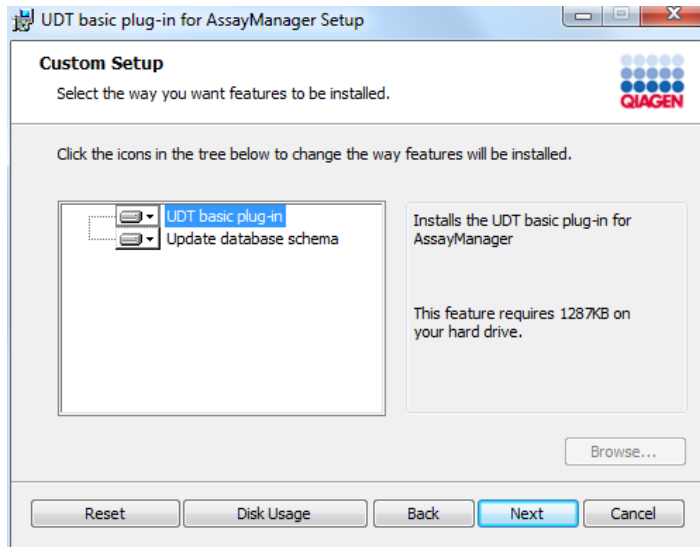 UDT basic plug-in for AssayManager Setup
Custom Setup
Select the way you want features to be installed.
QIAGEN
Click the icons in the tree below to change the way features will be installed.
UDT basic plug-in
Update database schema
Installs the UDT basic plug-in for
AssayManager
This feature requires 1287KB on
your hard drive.
Browse...
Reset Disk Usage Back Next Cancel